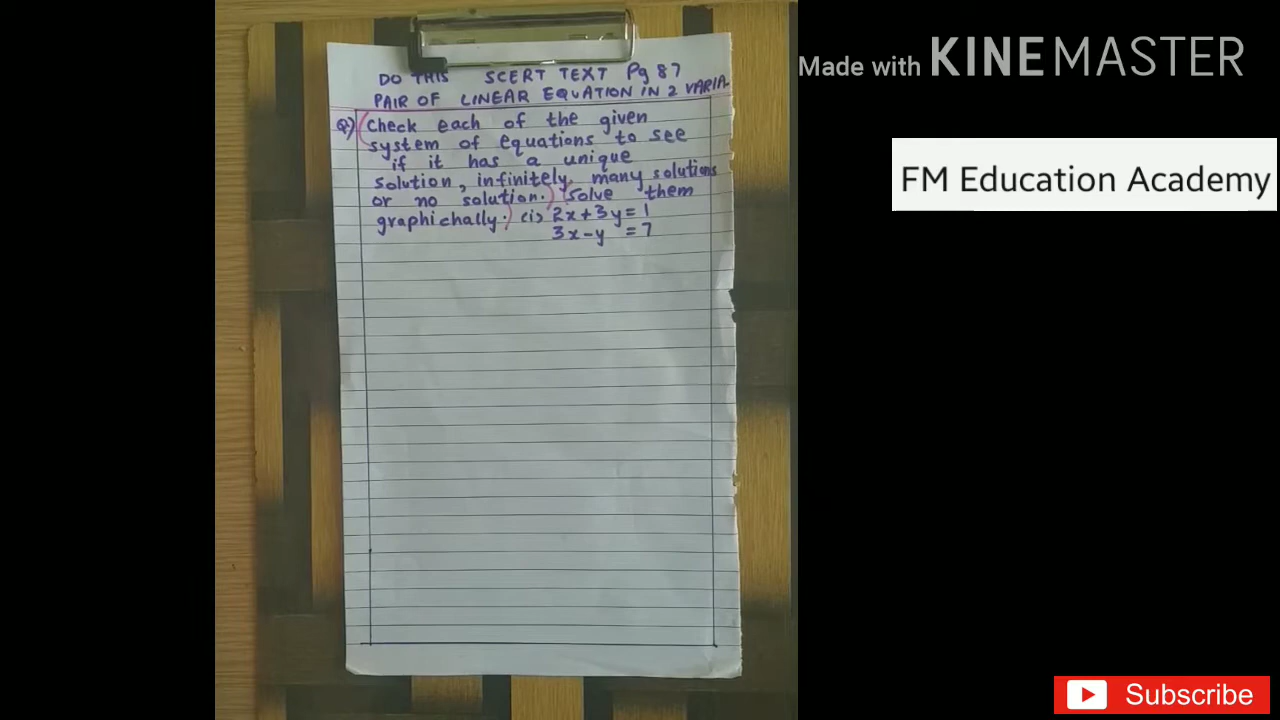 DO THIS SCERT TEXT Pg 87
PAIR OF LINEAR EQUATION IN 2 VARIA
Q) (Check each of the given
system of equations to see
if it has a unique
solution, infinitely many solutions
or no solution.) (Solve them
graphichally.) (i) 2x+3y=1
3x-y =7
Made with KINEMASTER
FM Education Academy
Subscribe